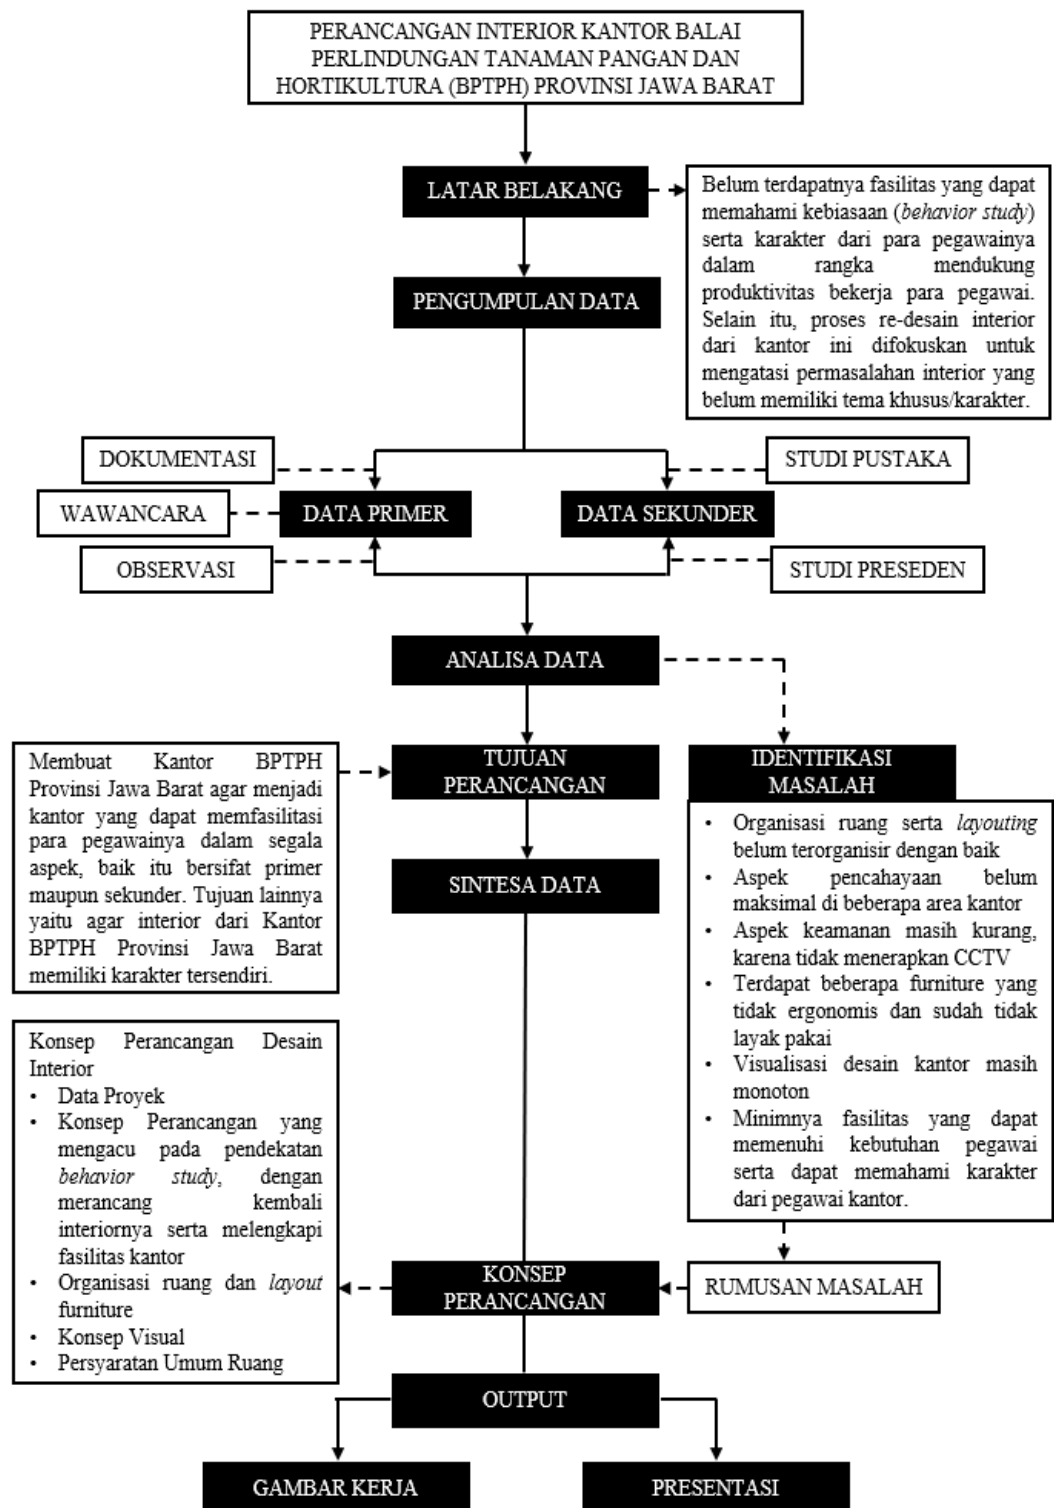 PERANCANGAN INTERIOR KANTOR BALAI
PERLINDUNGAN TANAMAN PANGAN DAN
HORTIKULTURA (BPTPH) PROVINSI JAWA BARAT
LATAR BELAKANG
Belum terdapatnya fasilitas yang dapat
memahami kebiasaan (behavior study)
serta karakter dari para pegawainya
dalam rangka mendukung
produktivitas bekerja para pegawai.
Selain itu, proses re-desain interior
dari kantor ini difokuskan untuk
mengatasi permasalahan interior yang
belum memiliki tema khusus/karakter.
PENGUMPULAN DATA
DOKUMENTASI
STUDI PUSTAKA
WAWANCARA
DATA PRIMER
DATA SEKUNDER
OBSERVASI
STUDI PRESEDEN
ANALISA DATA
Membuat Kantor BPTPH
Provinsi Jawa Barat agar menjadi
kantor yang dapat memfasilitasi
para pegawainya dalam segala
aspek, baik itu bersifat primer
maupun sekunder. Tujuan lainnya
yaitu agar interior dari Kantor
BPTPH Provinsi Jawa Barat
memiliki karakter tersendiri.
TUJUAN
PERANCANGAN
IDENTIFIKASI
MASALAH
• Organisasi ruang serta layouting
belum terorganisir dengan baik
• Aspek pencahayaan belum
maksimal di beberapa area kantor
• Aspek keamanan masih kurang,
karena tidak menerapkan CCTV
• Terdapat beberapa furniture yang
tidak ergonomis dan sudah tidak
layak pakai
• Visualisasi desain kantor masih
monoton
• Minimnya fasilitas yang dapat
memenuhi kebutuhan pegawai
serta dapat memahami karakter
dari pegawai kantor.
SINTESA DATA
Konsep Perancangan Desain
Interior
• Data Proyek
• Konsep Perancangan yang
mengacu pada pendekatan
behavior study, dengan
merancang kembali
interiornya serta melengkapi
fasilitas kantor
• Organisasi ruang dan layout
furniture
• Konsep Visual
• Persyaratan Umum Ruang
KONSEP
PERANCANGAN
RUMUSAN MASALAH
OUTPUT
GAMBAR KERJA
PRESENTASI